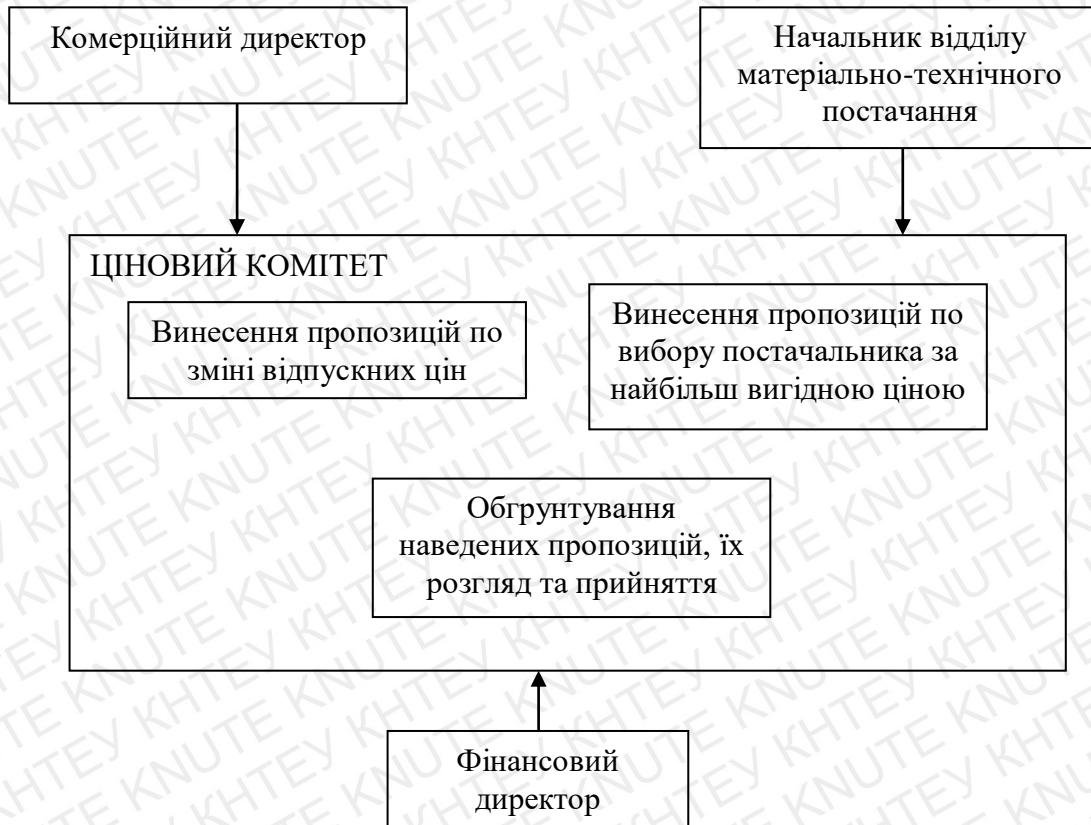 Комерційний директор
Начальник відділу
матеріально-технічного
постачання
ЦІНОВИЙ КОМІТЕТ
Винесення пропозицій по
зміні відпускних цін
Винесення пропозицій по
вибору постачальника за
найбільш вигідною ціною
Обгрунтування
наведених пропозицій, їх
розгляд та прийняття
Фінансовий
директор